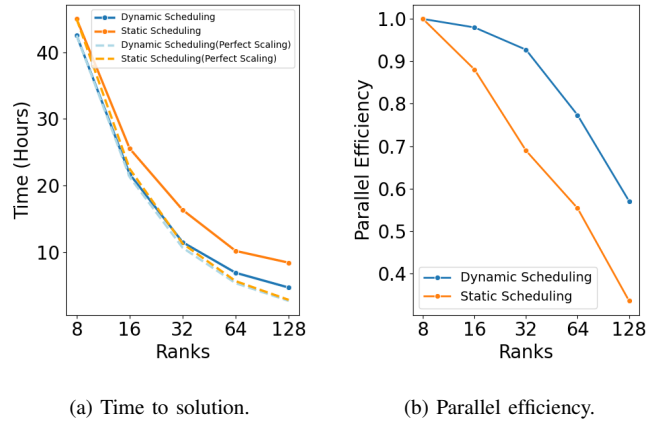 Dynamic Scheduling
Static Scheduling
Dynamic Scheduling(Perfect Scaling)
Static Scheduling(Perfect Scaling)
40
30
20
10
Time (Hours)
8 16 32 64 128
Ranks
(a) Time to solution.
1.0
0.9
0.8
0.7
0.6
0.5
0.4
Parallel Efficiency
Dynamic Scheduling
Static Scheduling
8 16 32 64 128
Ranks
(b) Parallel efficiency.